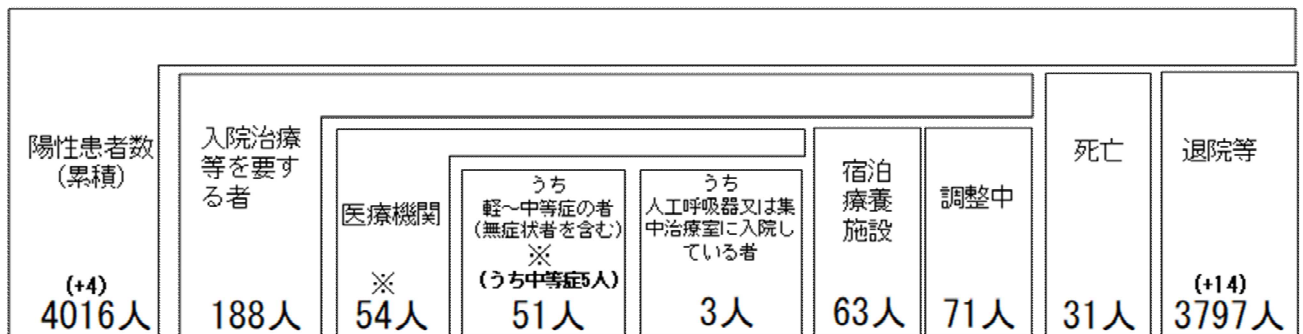 陽性患者数
(累積)
(+4)
4016人
入院治療
等を要す
る者
188人
医療機関
※
54人
うち
軽～中等症の者
(無症状者を含む)
※
(うち中等症5人)
51人
うち
人工呼吸器又は集
中治療室に入院し
ている者
3人
宿泊
療養
施設
63人
調整中
71人
死亡
31人
退院等
(+14)
3797人